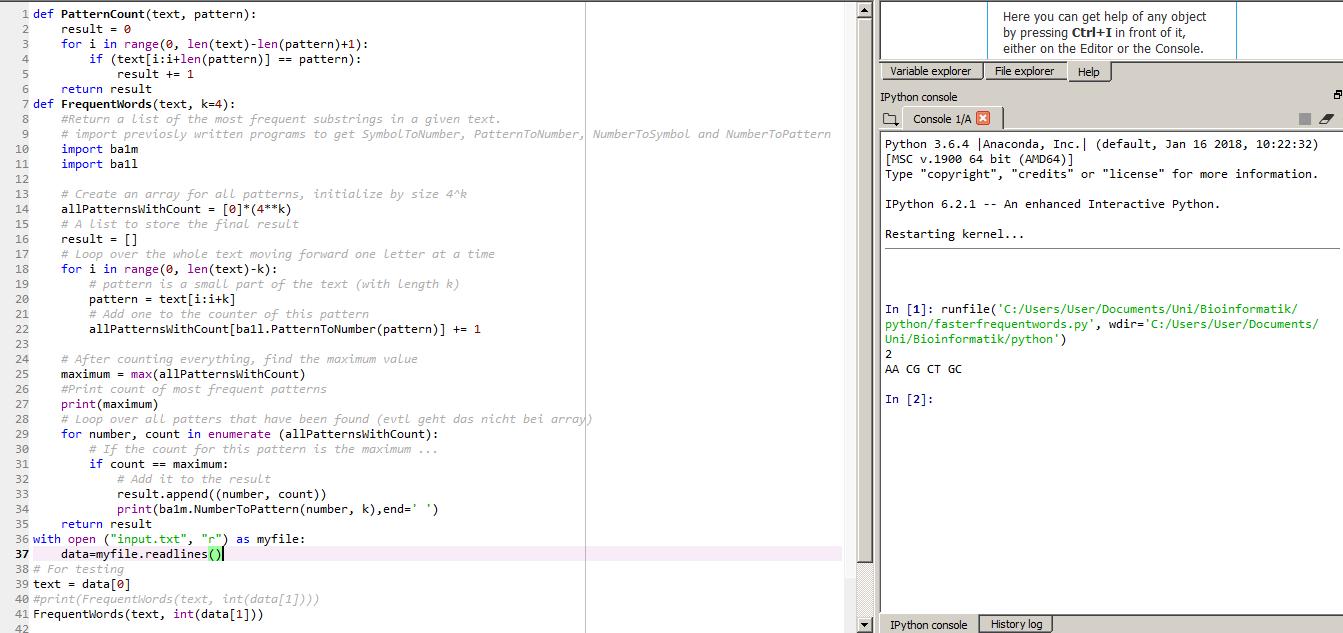 1 def PatternCount(text, pattern):
2     result = 0
3     for i in range(0, len(text)-len(pattern)+1):
4         if (text[i:i+len(pattern)] == pattern):
5             result += 1
6     return result
7 def FrequentWords(text, k=4):
8     #Return a list of the most frequent substrings in a given text.
9     # import previosly written programs to get SymbolToNumber, PatternToNumber, NumberToSymbol and NumberToPattern
10     import ba1m
11     import ba1l
12
13     # Create an array for all patterns, initialize by size 4^k
14     allPatternsWithCount = [0]*(4**k)
15     # A list to store the final result
16     result = []
17     # Loop over the whole text moving forward one letter at a time
18     for i in range(0, len(text)-k):
19         # pattern is a small part of the text (with length k)
20         pattern = text[i:i+k]
21         # Add one to the counter of this pattern
22         allPatternsWithCount[ba1l.PatternToNumber(pattern)] += 1
23
24     # After counting everything, find the maximum value
25     maximum = max(allPatternsWithCount)
26     #Print count of most frequent patterns
27     print(maximum)
28     # Loop over all patters that have been found (evtl geht das nicht bei array)
29     for number, count in enumerate (allPatternsWithCount):
30         # If the count for this pattern is the maximum ...
31         if count == maximum:
32             # Add it to the result
33             result.append((number, count))
34             print(ba1m.NumberToPattern(number, k),end=' ')
35     return result
36 with open ("input.txt", "r") as myfile:
37     data=myfile.readlines()
38 # For testing
39 text = data[0]
40 #print(FrequentWords(text, int(data[1])))
41 FrequentWords(text, int(data[1]))
42
Here you can get help of any object
by pressing Ctrl+I in front of it,
either on the Editor or the Console.
Variable explorer File explorer Help
IPython console
Console 1/A
Python 3.6.4 |Anaconda, Inc.| (default, Jan 16 2018, 10:22:32)
[MSC v.1900 64 bit (AMD64)]
Type "copyright", "credits" or "license" for more information.
IPython 6.2.1 -- An enhanced Interactive Python.
Restarting kernel...
In [1]: runfile('C:/Users/User/Documents/Uni/Bioinformatik/
python/fasterfrequentwords.py', wdir='C:/Users/User/Documents/
Uni/Bioinformatik/python')
2
AA CG CT GC
In [2]:
IPython console History log